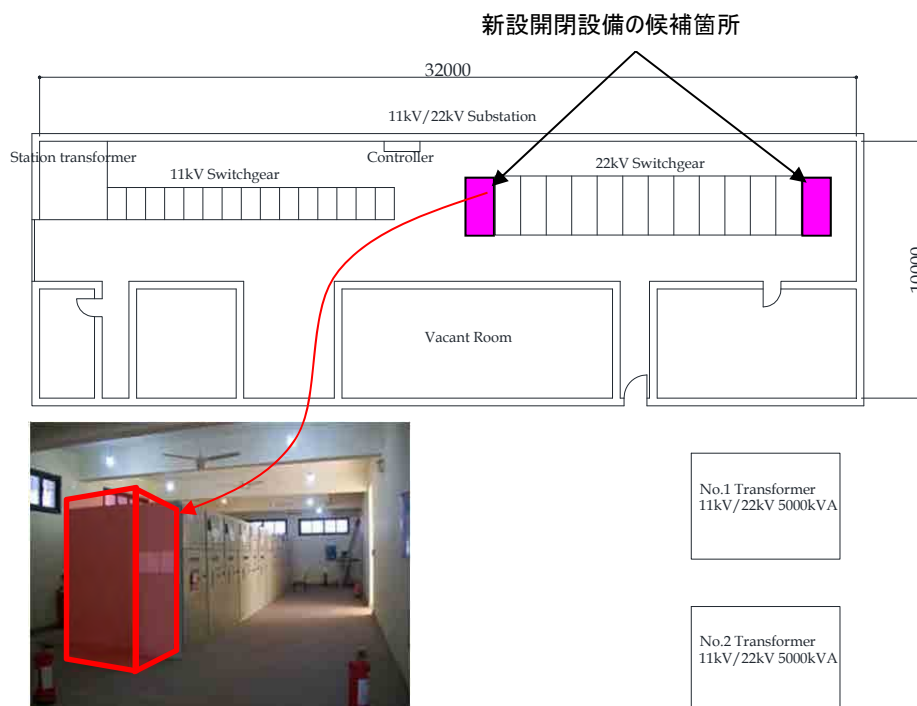 新設開閉設備の候補箇所
32000
11kV/22kV Substation
Station transformer
Controller
11kV Switchgear
22kV Switchgear
10000
Vacant Room
No.1 Transformer
11kV/22kV 5000kVA
No.2 Transformer
11kV/22kV 5000kVA